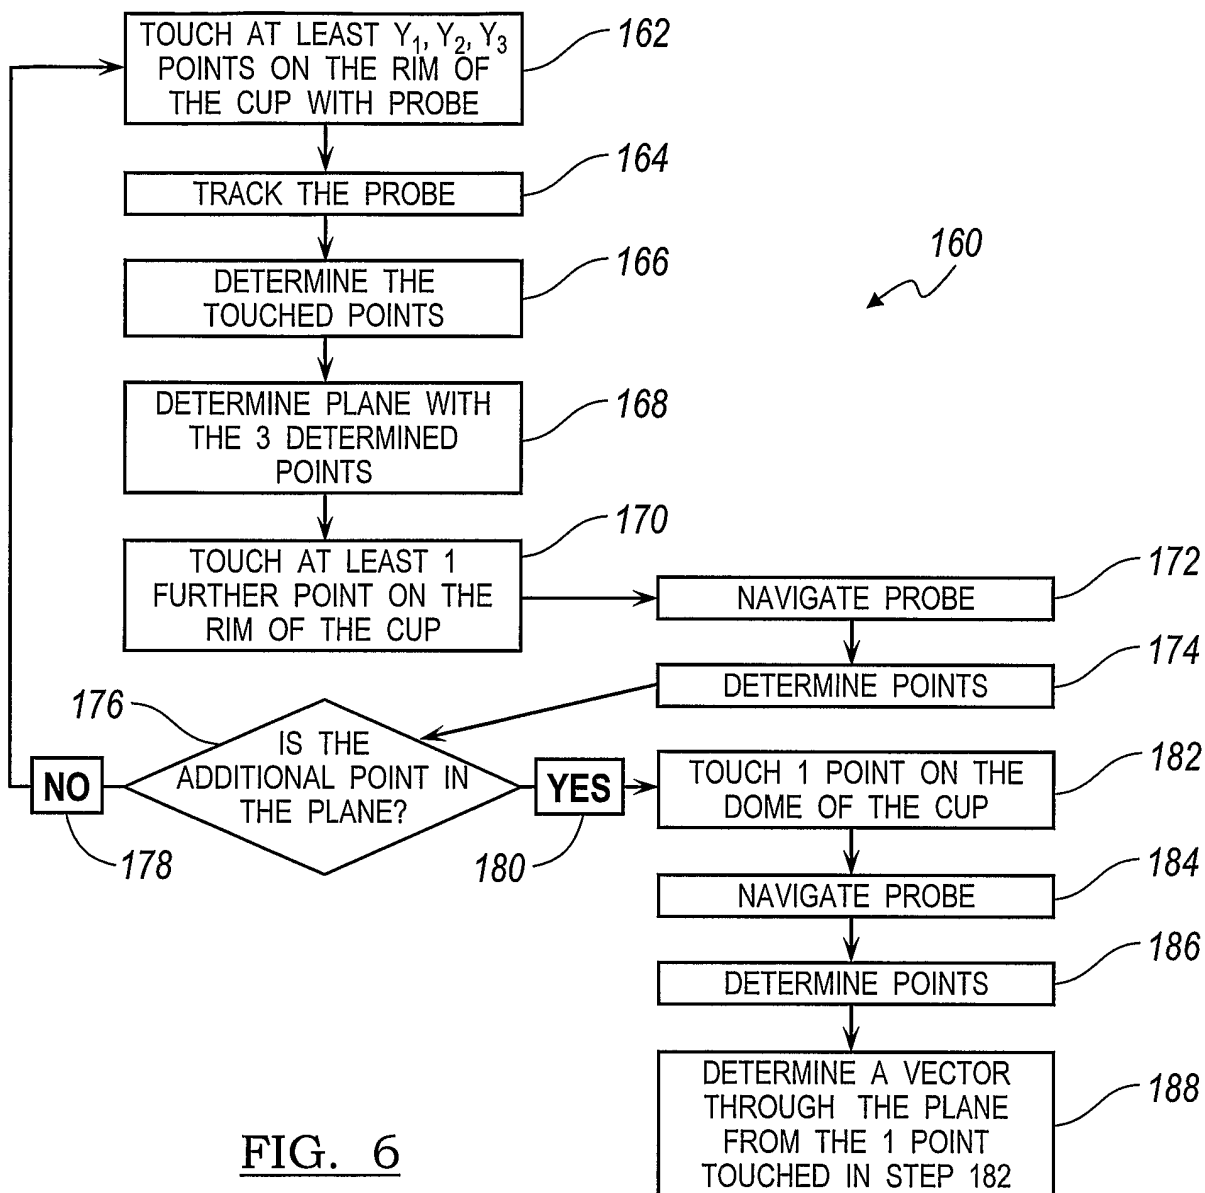 TOUCH AT LEAST Y1, Y2, Y3
POINTS ON THE RIM OF
THE CUP WITH PROBE
162
TRACK THE PROBE
164
DETERMINE THE
TOUCHED POINTS
166
160
DETERMINE PLANE WITH
THE 3 DETERMINED
POINTS
168
TOUCH AT LEAST 1
FURTHER POINT ON THE
RIM OF THE CUP
170
NAVIGATE PROBE
172
DETERMINE POINTS
174
176
IS THE
ADDITIONAL POINT IN
THE PLANE?
NO
178
YES
180
TOUCH 1 POINT ON THE
DOME OF THE CUP
182
NAVIGATE PROBE
184
DETERMINE POINTS
186
DETERMINE A VECTOR
THROUGH THE PLANE
FROM THE 1 POINT
TOUCHED IN STEP 182
188
FIG. 6